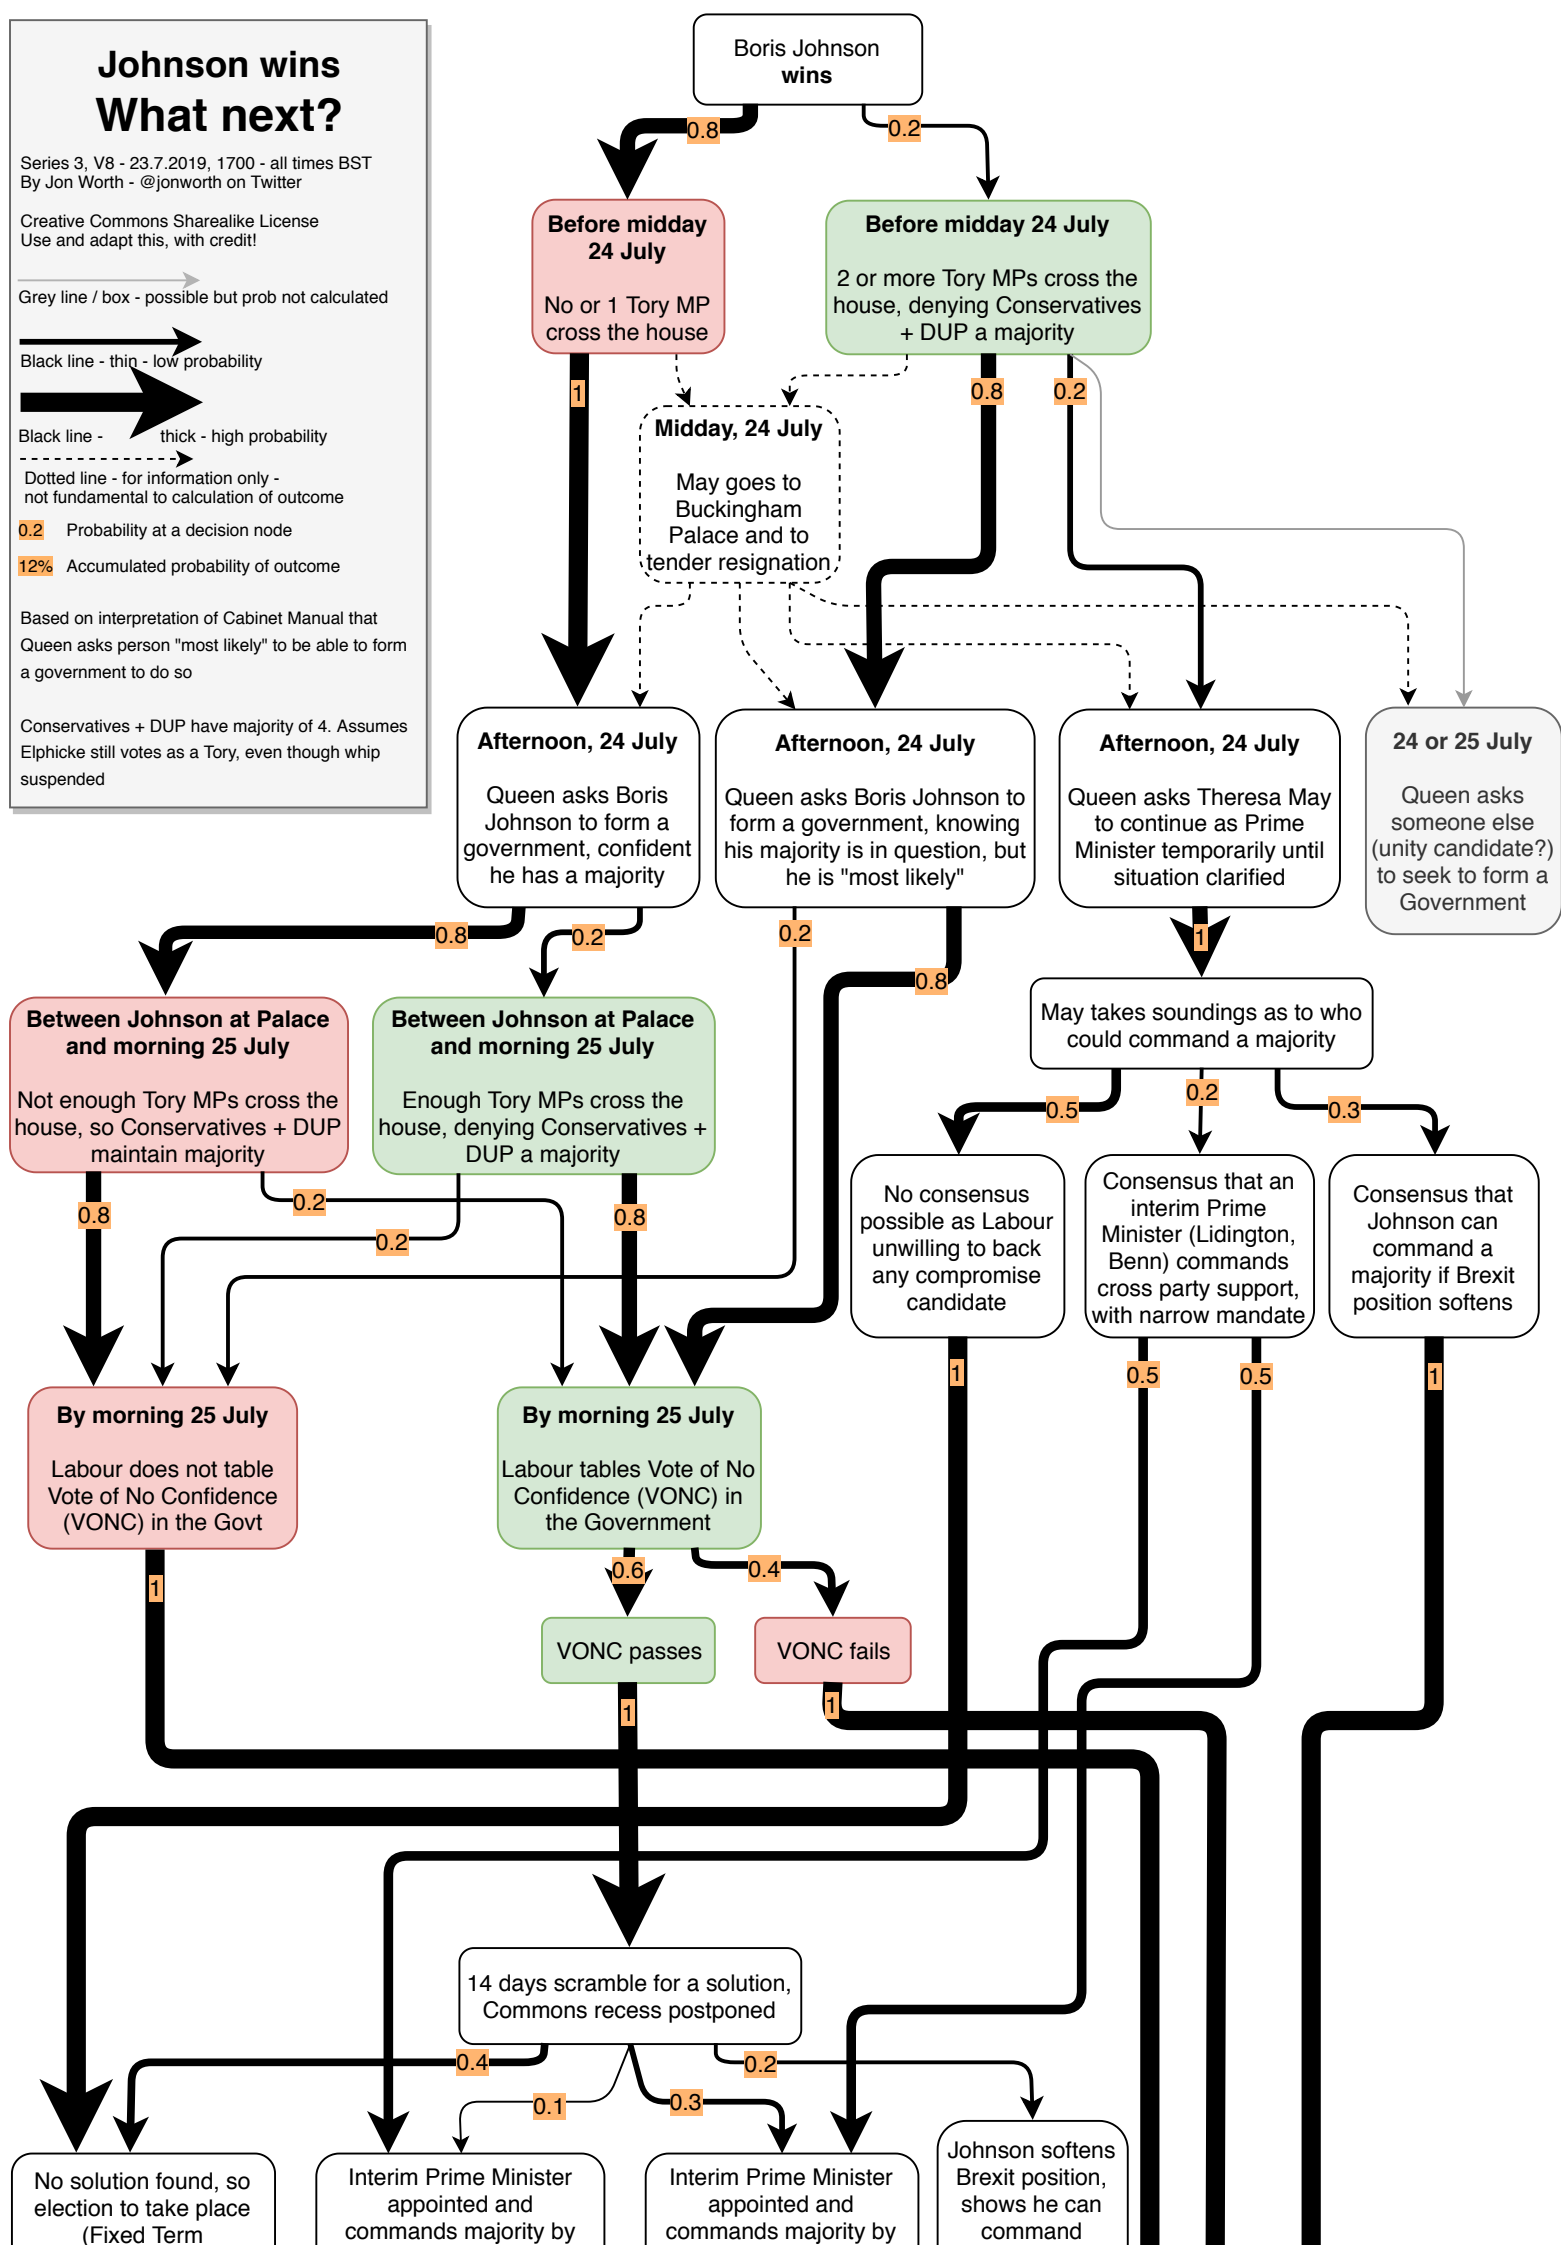 Johnson wins
What next?
Series 3, V8 - 23.7.2019, 1700 - all times BST
By Jon Worth - @jonworth on Twitter
Creative Commons Sharealike License
Use and adapt this, with credit!
Grey line / box - possible but prob not calculated
Black line - thin - low probability
Black line - thick - high probability
Dotted line - for information only -
not fundamental to calculation of outcome
0.2 Probability at a decision node
12% Accumulated probability of outcome
Based on interpretation of Cabinet Manual that
Queen asks person "most likely" to be able to form
a government to do so
Conservatives + DUP have majority of 4. Assumes
Elphicke still votes as a Tory, even though whip
suspended
Boris Johnson
wins
0.8
0.2
Before midday
24 July
No or 1 Tory MP
cross the house
Before midday 24 July
2 or more Tory MPs cross the
house, denying Conservatives
+ DUP a majority
1
0.8
0.2
Midday, 24 July
May goes to
Buckingham
Palace and to
tender resignation
Afternoon, 24 July
Queen asks Boris
Johnson to form a
government, confident
he has a majority
Afternoon, 24 July
Queen asks Boris Johnson to
form a government, knowing
his majority is in question, but
he is "most likely"
Afternoon, 24 July
Queen asks Theresa May
to continue as Prime
Minister temporarily until
situation clarified
24 or 25 July
Queen asks
someone else
(unity candidate?)
to seek to form a
Government
0.8
0.2
0.2
0.8
1
Between Johnson at Palace
and morning 25 July
Not enough Tory MPs cross the
house, so Conservatives + DUP
maintain majority
Between Johnson at Palace
and morning 25 July
Enough Tory MPs cross the
house, denying Conservatives +
DUP a majority
May takes soundings as to who
could command a majority
0.5
0.2
0.3
0.8
0.2
0.2
0.8
No consensus
possible as Labour
unwilling to back
any compromise
candidate
Consensus that an
interim Prime
Minister (Lidington,
Benn) commands
cross party support,
with narrow mandate
Consensus that
Johnson can
command a
majority if Brexit
position softens
1
0.5
0.5
1
By morning 25 July
Labour does not table
Vote of No Confidence
(VONC) in the Govt
By morning 25 July
Labour tables Vote of No
Confidence (VONC) in
the Government
1
0.6
0.4
VONC passes
VONC fails
1
1
14 days scramble for a solution,
Commons recess postponed
0.4
0.1
0.3
0.2
No solution found, so
election to take place
(Fixed Term
Interim Prime Minister
appointed and
commands majority by
Interim Prime Minister
appointed and
commands majority by
Johnson softens
Brexit position,
shows he can
command